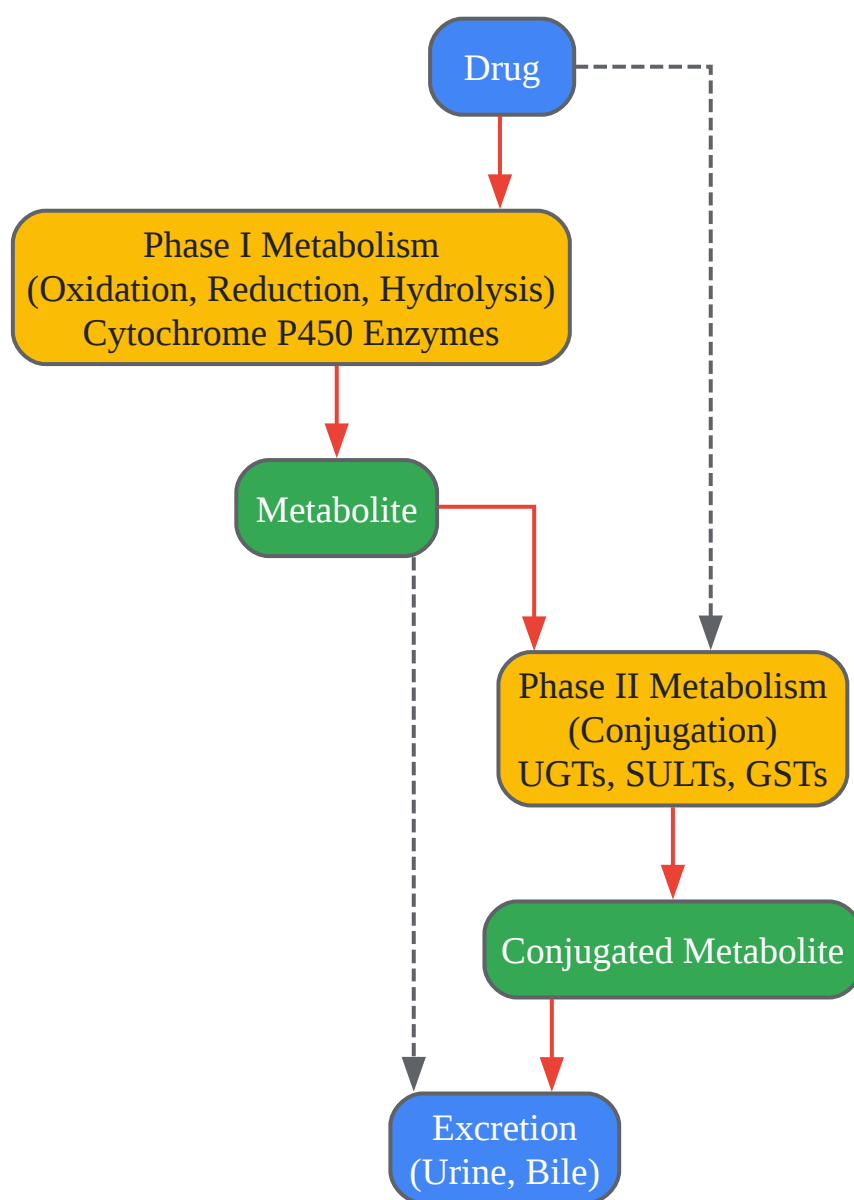 Drug
Phase I Metabolism
(Oxidation, Reduction, Hydrolysis)
Cytochrome P450 Enzymes
Metabolite
Phase II Metabolism
(Conjugation)
UGTs, SULTs, GSTs
Conjugated Metabolite
Excretion
(Urine, Bile)